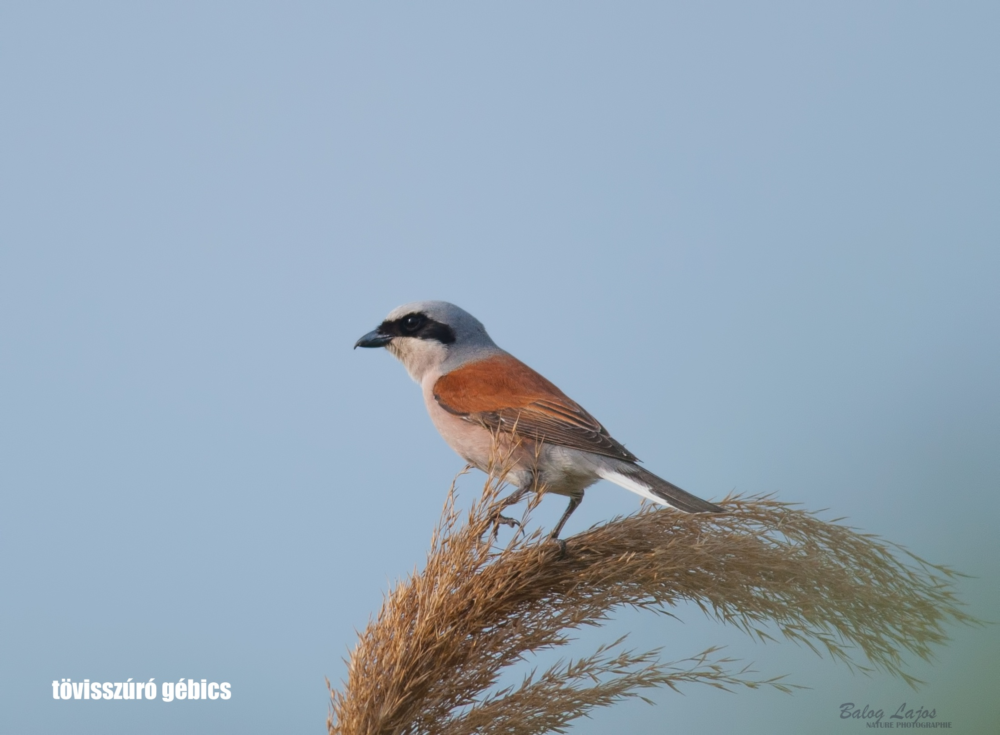 tövisszúró gébics
Balog Lajos
NATURE PHOTOGRAPHIE